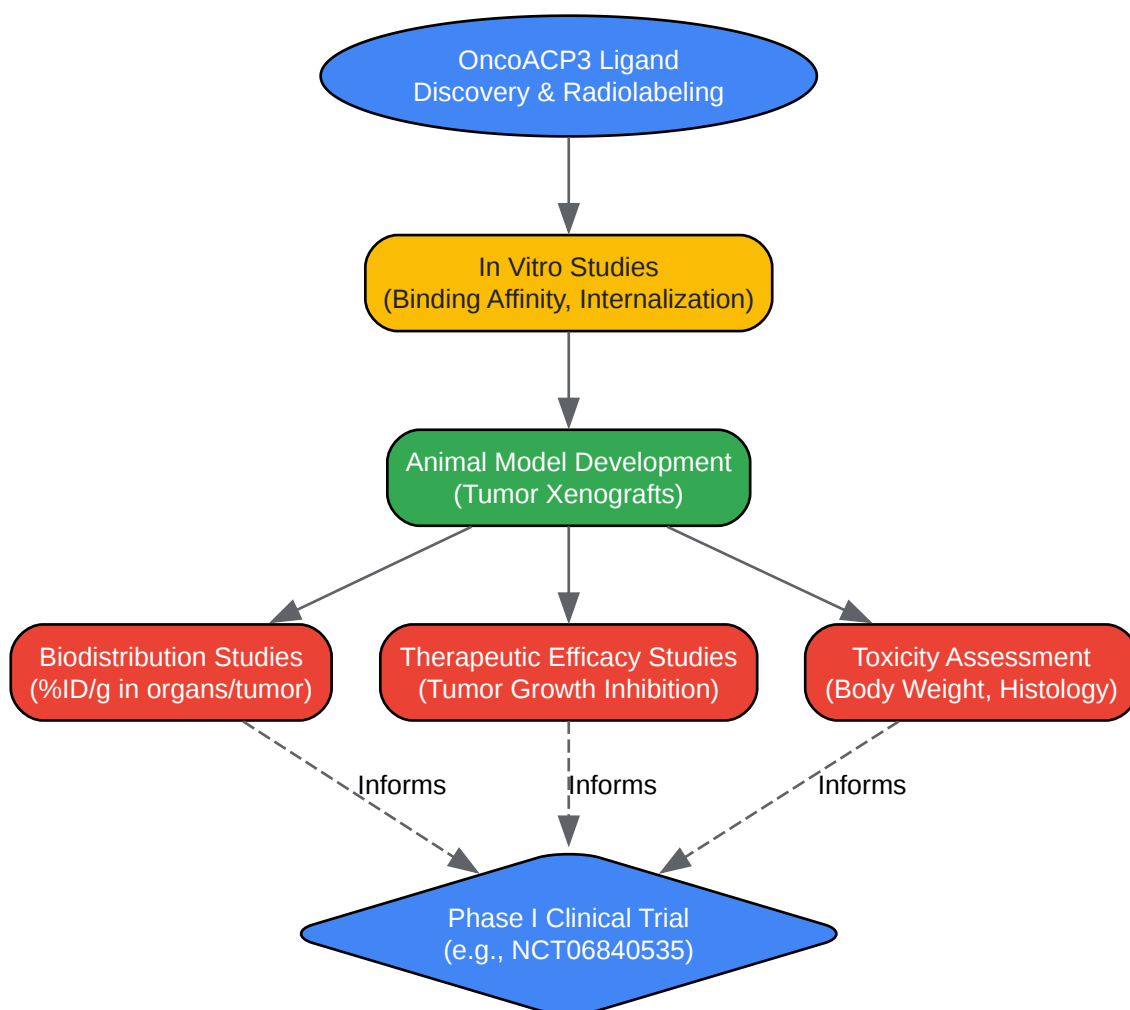 OncoACP3 Ligand
Discovery & Radiolabeling
In Vitro Studies
(Binding Affinity, Internalization)
Animal Model Development
(Tumor Xenografts)
Biodistribution Studies
(%ID/g in organs/tumor)
Therapeutic Efficacy Studies
(Tumor Growth Inhibition)
Toxicity Assessment
(Body Weight, Histology)
Informs
Informs
Informs
Phase I Clinical Trial
(e.g., NCT06840535)